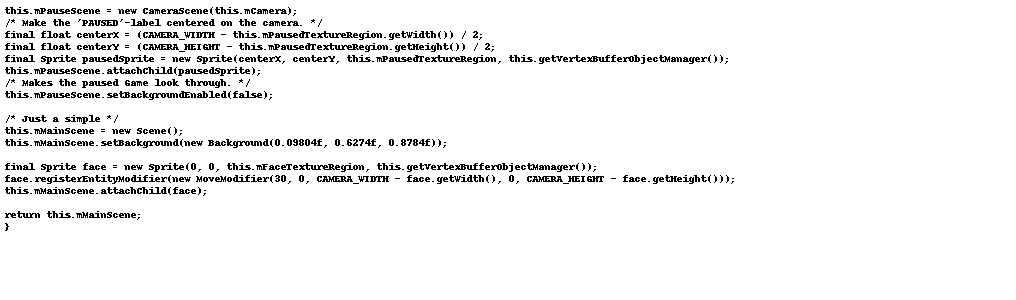 this.mPauseScene = new CameraScene(this.mCamera);
/* Make the 'PAUSED'-label centered on the camera. */
final float centerX = (CAMERA_WIDTH - this.mPausedTextureRegion.getWidth()) / 2;
final float centerY = (CAMERA_HEIGHT - this.mPausedTextureRegion.getHeight()) / 2;
final Sprite pausedSprite = new Sprite(centerX, centerY, this.mPausedTextureRegion, this.getVertexBufferObjectManager());
this.mPauseScene.attachChild(pausedSprite);
/* Makes the paused Game look through. */
this.mPauseScene.setBackgroundEnabled(false);
/* Just a simple */
this.mMainScene = new Scene();
this.mMainScene.setBackground(new Background(0.09804f, 0.6274f, 0.8784f));
final Sprite face = new Sprite(0, 0, this.mFaceTextureRegion, this.getVertexBufferObjectManager());
face.registerEntityModifier(new MoveModifier(30, 0, CAMERA_WIDTH - face.getWidth(), 0, CAMERA_HEIGHT - face.getHeight()));
this.mMainScene.attachChild(face);
return this.mMainScene;
}